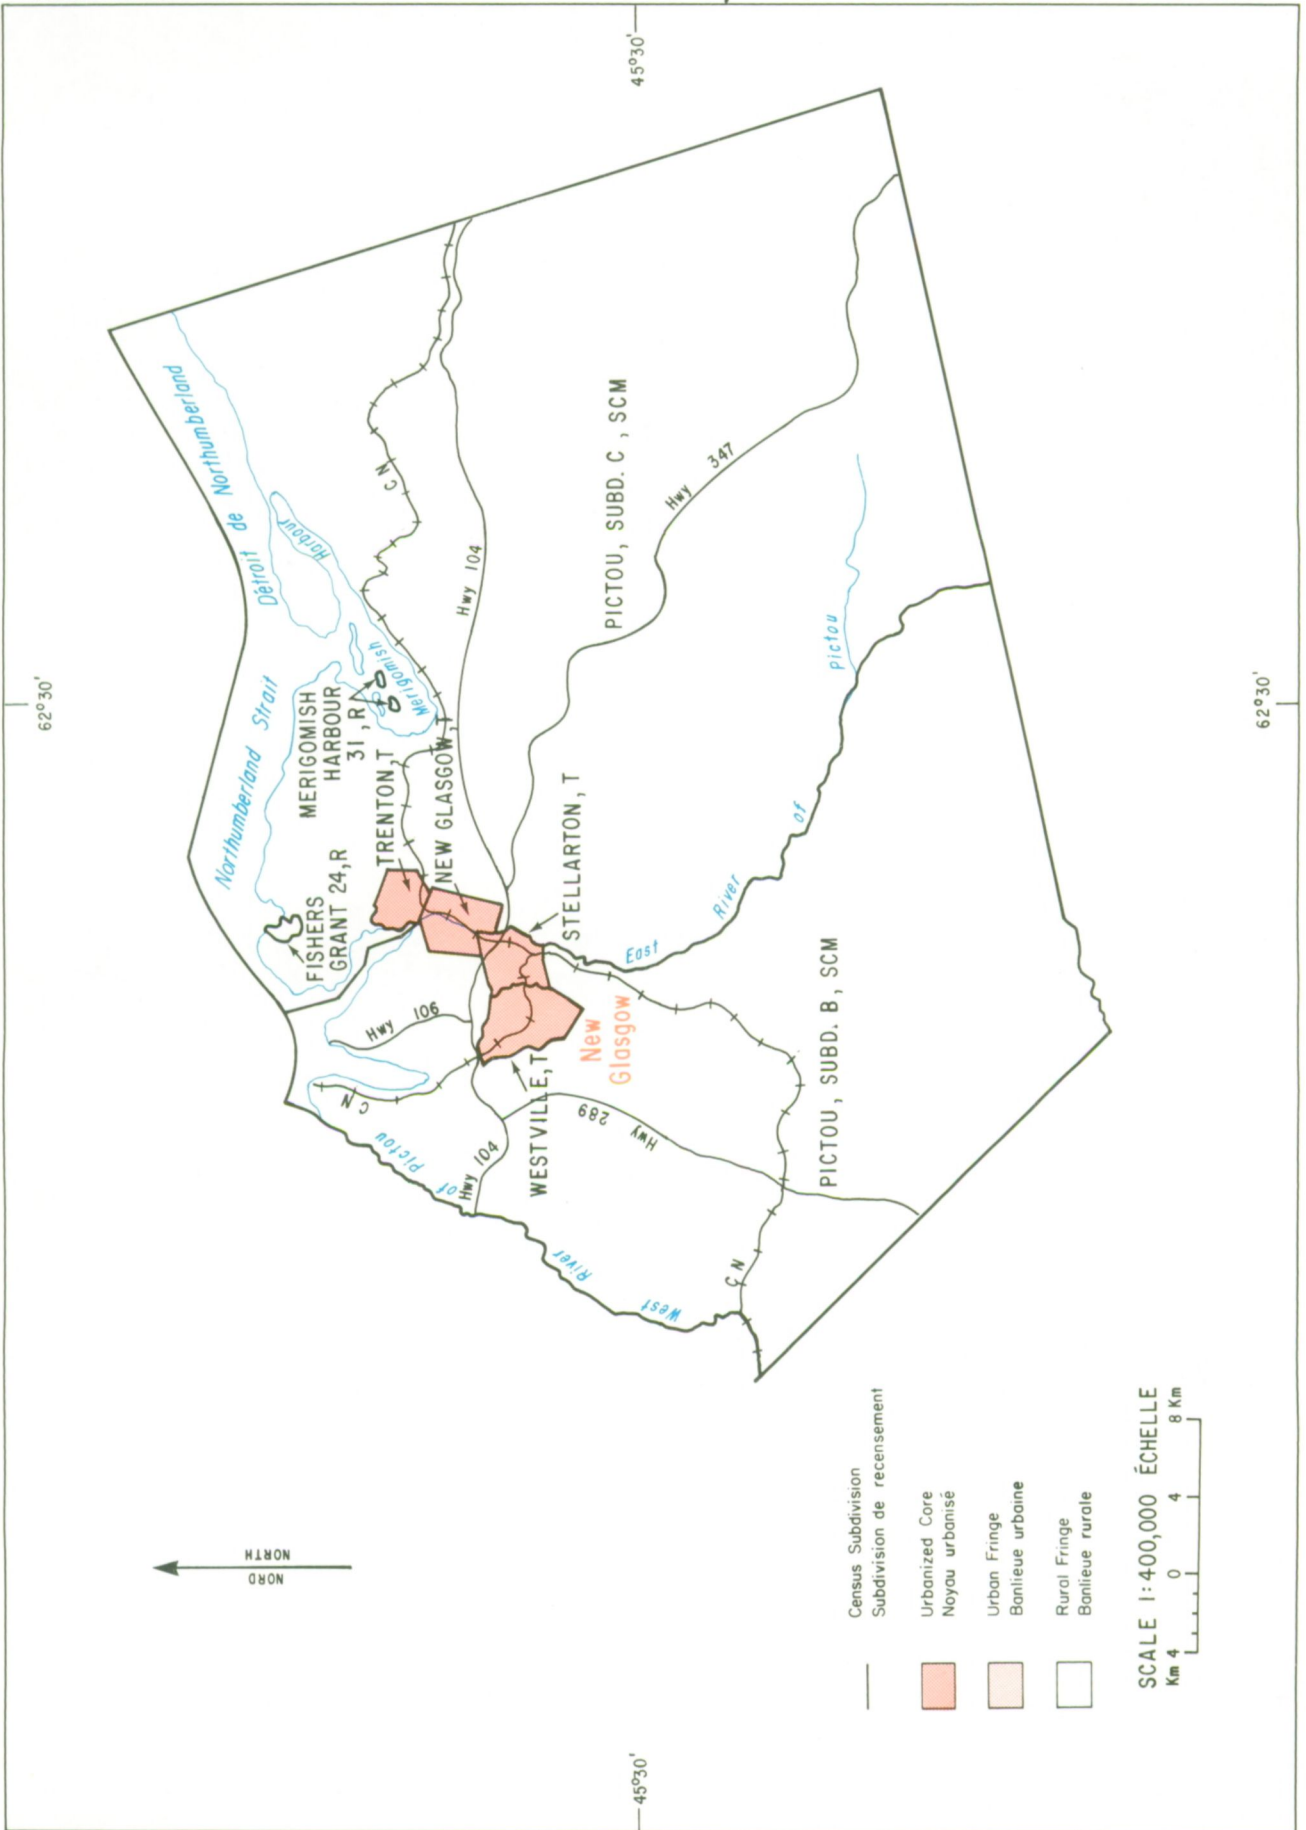 62°30'
45°30'
Détroit de Northumberland
Northumberland Strait
Harbour
Merigomish
MERIGOMISH
HARBOUR
31, R
FISHERS
GRANT 24, R
TRENTON, T
NEW GLASGOW, T
STELLARTON, T
WESTVILLE, T
New
Glasgow
C N
Hwy 104
Hwy 106
C N
Hwy 104
Hwy 289
Hwy 347
PICTOU, SUBD. C, SCM
PICTOU, SUBD. B, SCM
East River of Pictou
West River of Pictou
C N
NORD
NORTH
Census Subdivision
Subdivision de recensement
Urbanized Core
Noyau urbanisé
Urban Fringe
Banlieue urbaine
Rural Fringe
Banlieue rurale
SCALE 1:400,000 ÉCHELLE
Km 4 0 4 8 Km
45°30'
62°30'